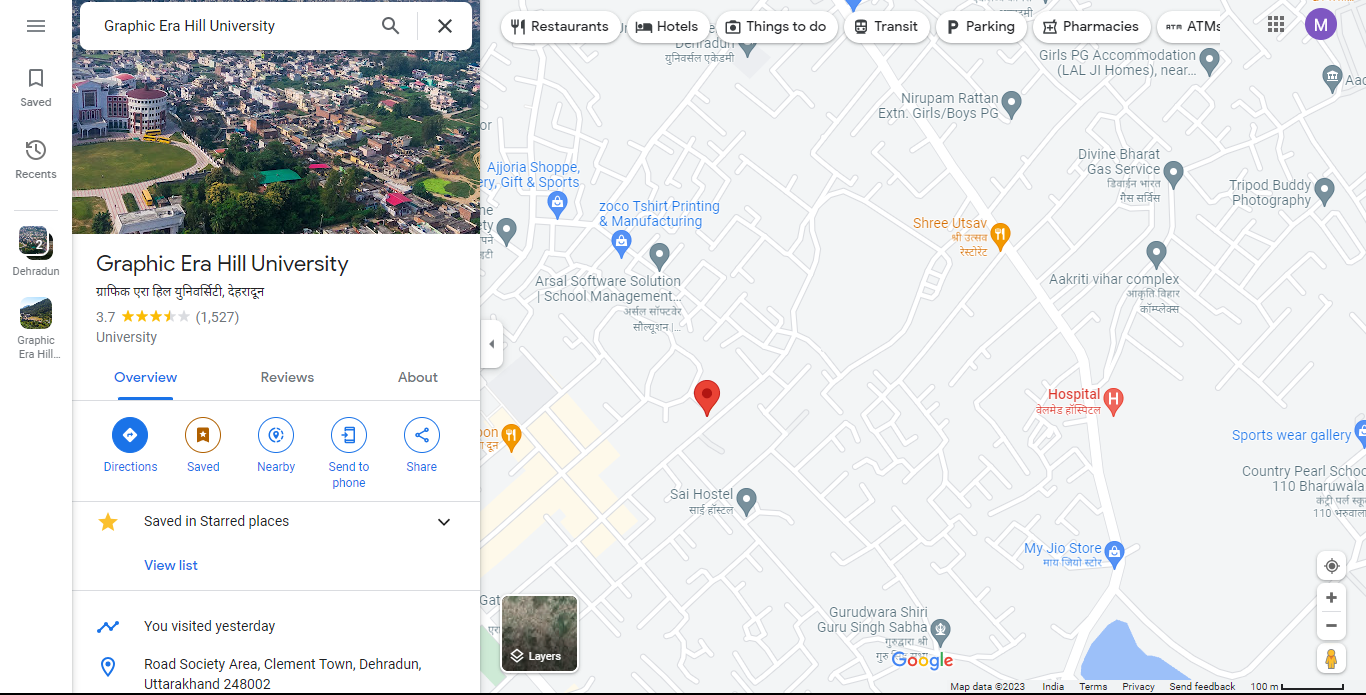 Graphic Era Hill University
Saved
Recents
2
Dehradun
Graphic
Era Hill...
Graphic Era Hill University
ग्राफिक एरा हिल युनिवर्सिटी, देहरादून
3.7 (1,527)
University
Overview
Reviews
About
Directions
Saved
Nearby
Send to
phone
Share
Saved in Starred places
View list
You visited yesterday
Road Society Area, Clement Town, Dehradun,
Uttarakhand 248002
Restaurants
Hotels
Things to do
Transit
Parking
Pharmacies
ATM ATMs
M
Dehradun
युनिवर्सल एकेडमी
Girls PG Accommodation
(LAL JI Homes), near...
Nirupam Rattan
Extn. Girls/Boys PG
Ajjoria Shoppe,
ery, Gift & Sports
Divine Bharat
Gas Service
डिवाईन भारत
गैस सर्विस
Tripod Buddy
Photography
zoco Tshirt Printing
& Manufacturing
Shree Utsav
श्री उत्सव
रेस्टोरेंट
Arsal Software Solution
| School Management...
अर्सल सॉफ्टवेर
सौल्यूशन |...
Aakriti vihar complex
आकृति विहार
कॉम्प्लेक्स
Hospital
वेलमेड हॉस्पिटल
H
Sports wear gallery
Country Pearl Schoo
110 Bharuwala
कंट्री पर्ल स्कू
110 भरुवाला
Sai Hostel
साई हॉस्टल
My Jio Store
माय जियो स्टोर
Gurudwara Shiri
Guru Singh Sabha
गुरुद्वारा श्री
Layers
Google
Map data ©2023 India Terms Privacy Send feedback 100 m